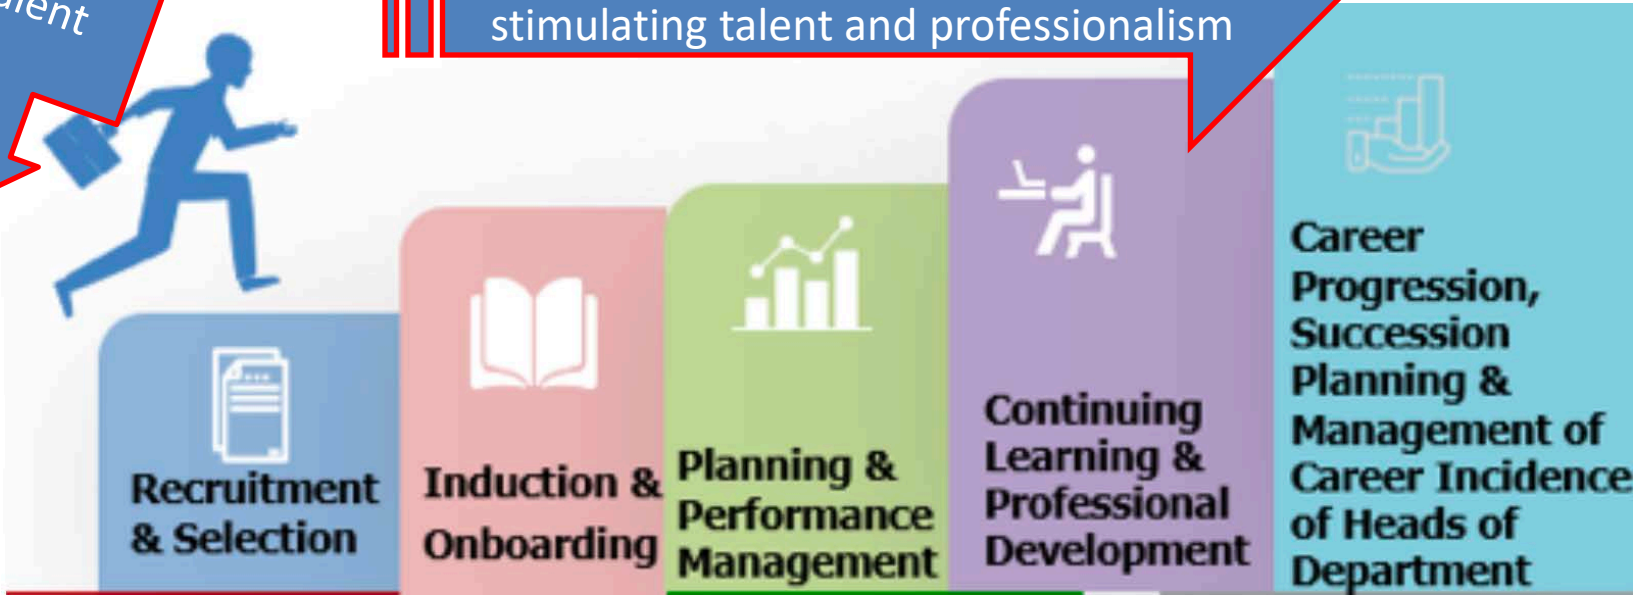 stimulating talent and professionalism
Recruitment
& Selection
Induction &
Onboarding
Planning &
Performance
Management
Continuing
Learning &
Professional
Development
Career
Progression,
Succession
Planning &
Management of
Career Incidence
of Heads of
Department